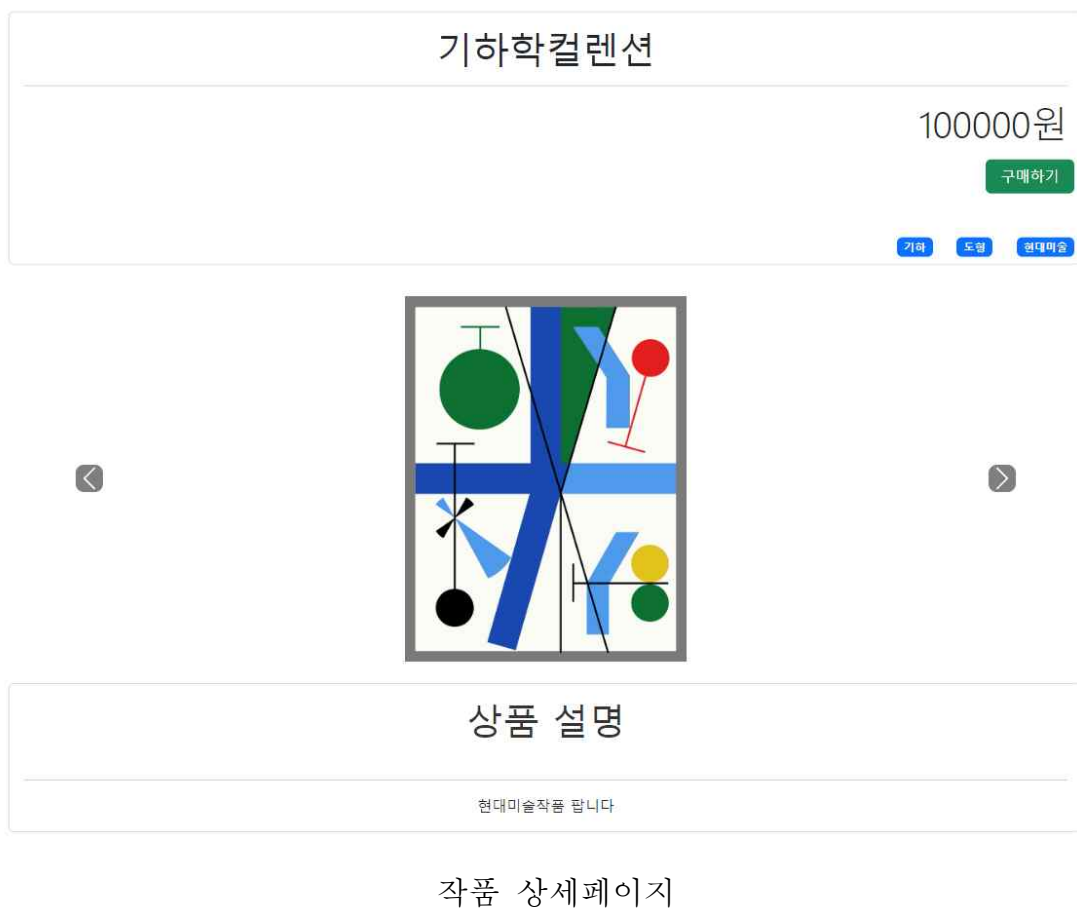 기하학컬렌션
100000원
구매하기
기하 도형 현대미술
상품 설명
현대미술작품 팝니다
작품 상세페이지